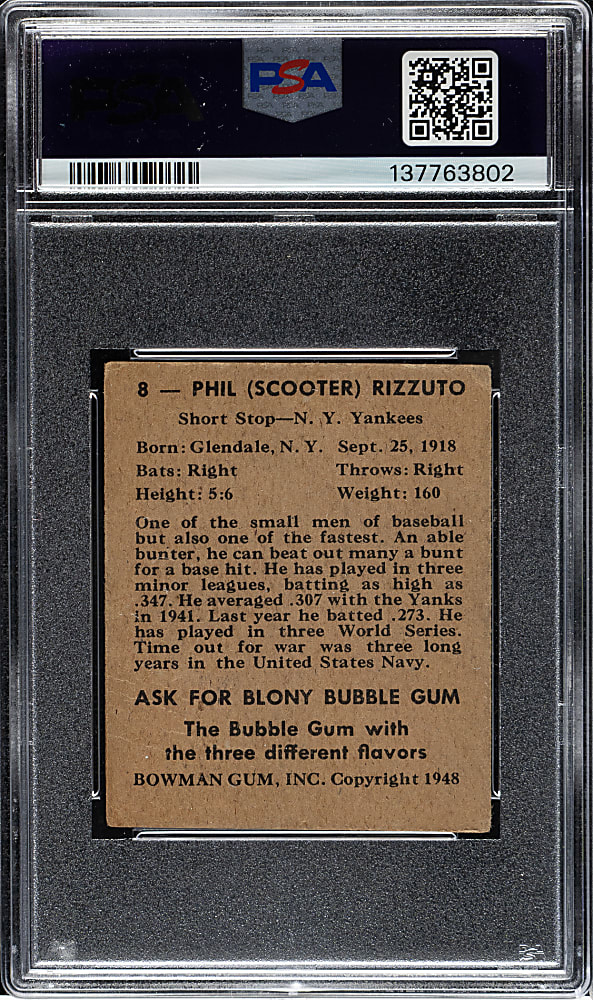 PSA
137763802
8 — PHIL (SCOOTER) RIZZUTO
Short Stop—N. Y. Yankees
Born: Glendale, N. Y. Sept. 25, 1918
Bats: Right Throws: Right
Height: 5:6 Weight: 160
One of the small men of baseball
but also one of the fastest. An able
bunter, he can beat out many a bunt
for a base hit. He has played in three
minor leagues, batting as high as
.347. He averaged .307 with the Yanks
in 1941. Last year he batted .273. He
has played in three World Series.
Time out for war was three long
years in the United States Navy.
ASK FOR BLONY BUBBLE GUM
The Bubble Gum with
the three different flavors
BOWMAN GUM, INC. Copyright 1948